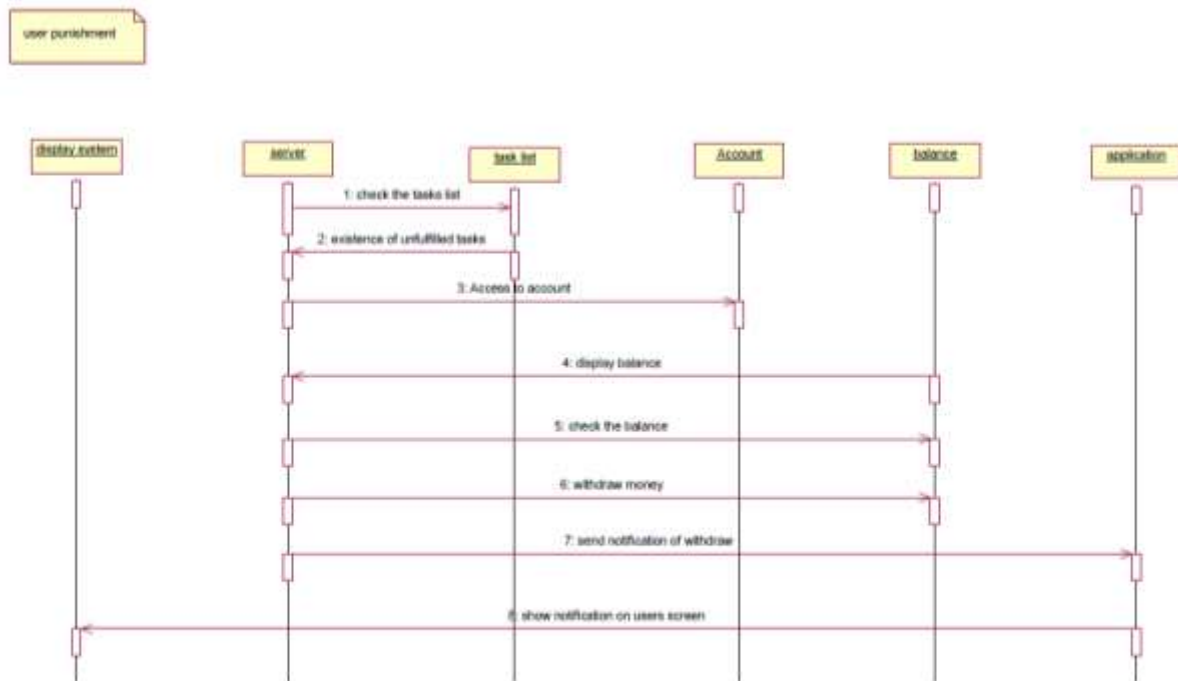 user punishment
display system
server
task list
Account
balance
application
1: check the tasks list
2: existence of unfulfilled tasks
3: Access to account
4: display balance
5: check the balance
6: withdraw money
7: send notification of withdraw
8: show notification on users screen